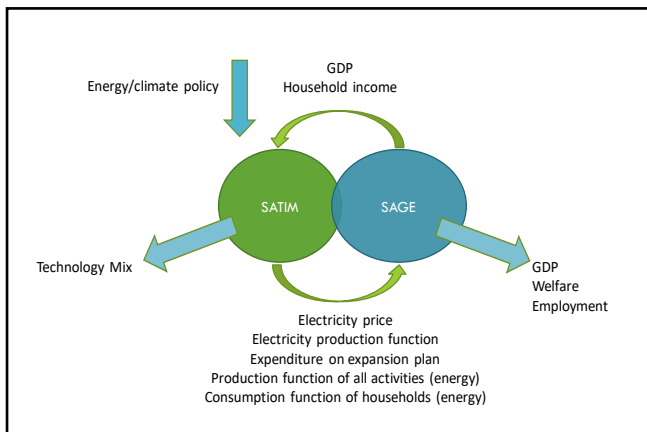 GDP
Household income
Energy/climate policy
SATIM
SAGE
Technology Mix
GDP
Welfare
Employment
Electricity price
Electricity production function
Expenditure on expansion plan
Production function of all activities (energy)
Consumption function of households (energy)